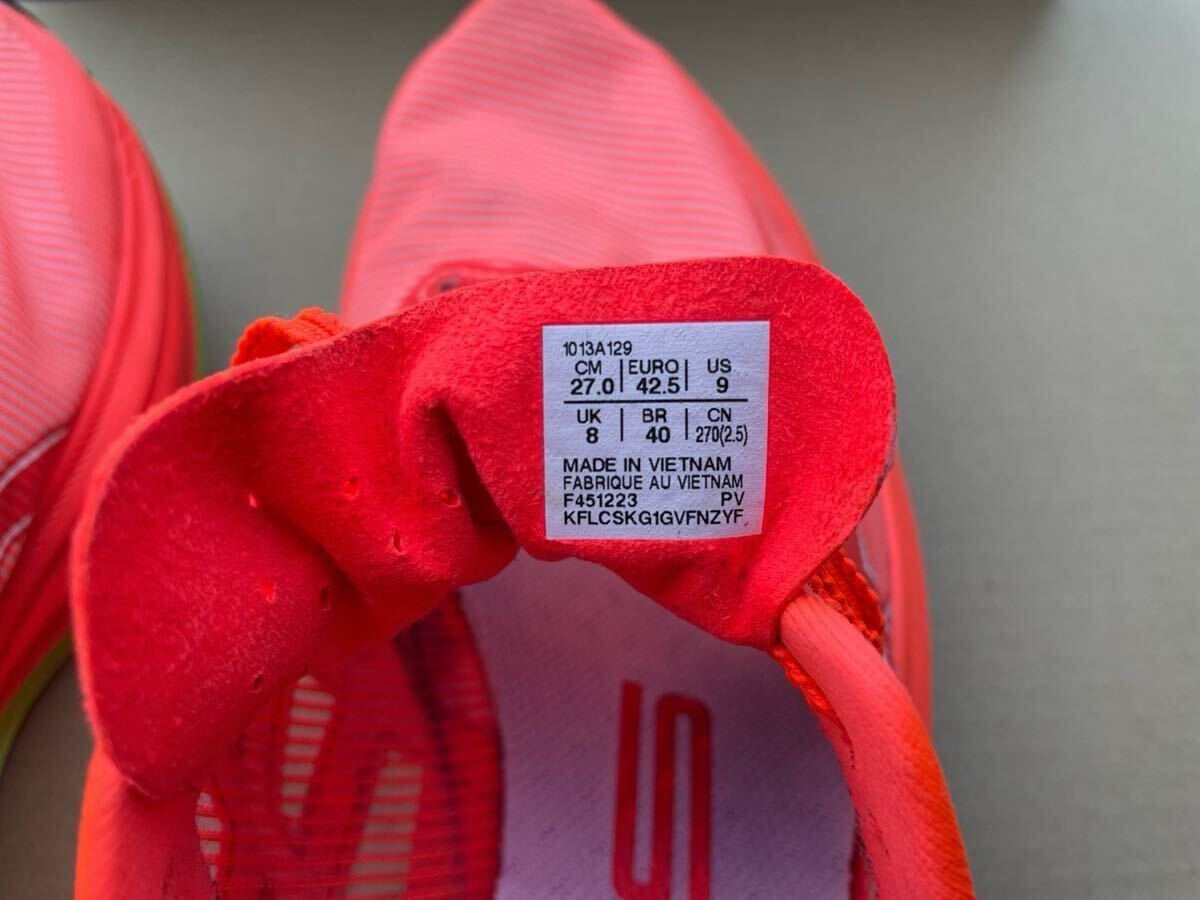 1013A129
CM EURO US
27.0 42.5 9
UK BR CN
8 40 270(2.5)
MADE IN VIETNAM
FABRIQUE AU VIETNAM
F451223 PV
KFLCSKG1GVFNZYF